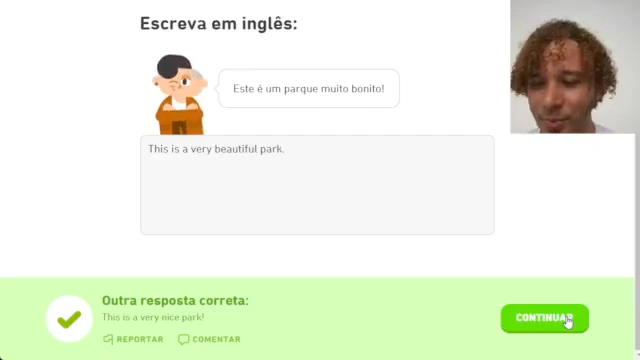 Escreva em inglês:
Este é um parque muito bonito!
This is a very beautiful park.
Outra resposta correta:
This is a very nice park!
REPORTAR COMENTAR
CONTINUAR